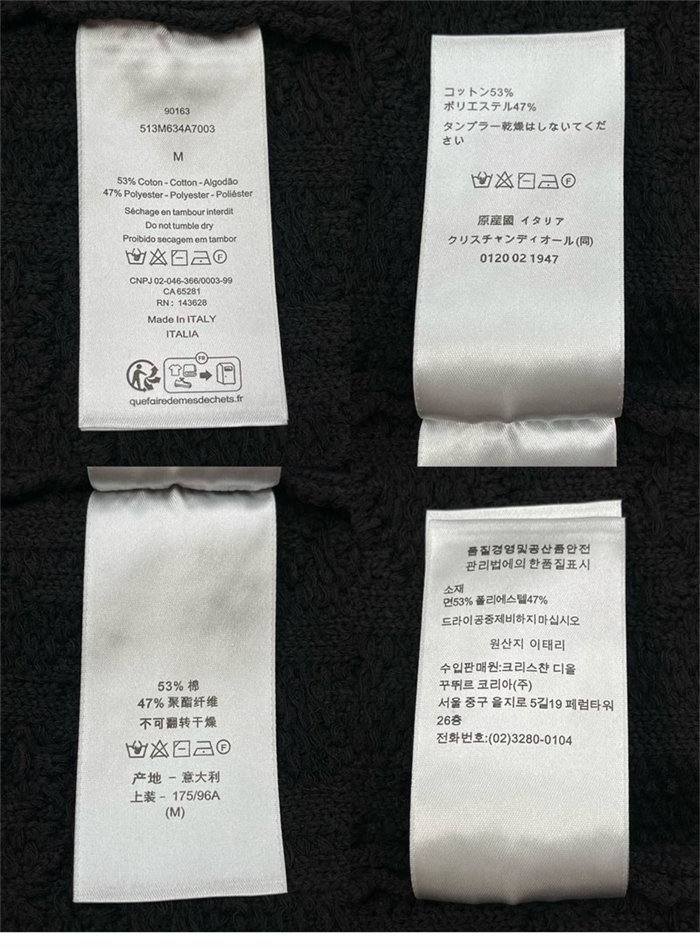 90163
513M634A7003
M
53% Coton - Cotton - Algodão
47% Polyester - Polyester - Poliéster
Séchage en tambour interdit
Do not tumble dry
Proibido secagem em tambor
F
CNPJ 02-046-366/0003-99
CA 65281
RN : 143628
Made In ITALY
ITALIA
FR
quefairedemesdechets.fr
コットン53%
ポリエステル47%
タンブラー乾燥はしないてくだ
さい
F
原産國 イタリア
クリスチャンディオール(同)
0120 02 1947
53% 棉
47% 聚酯纤维
不可翻转干燥
F
产地 - 意大利
上装 - 175/96A
(M)
품질경영및공산품안전
관리법에의한품질표시
소재
면53% 폴리에스텔47%
드라이공중제비하지마십시오
원산지 이태리
수입판매원:크리스챤 디올
꾸뛰르 코리아(주)
서울 중구 을지로 5길19 페럼타워
26층
전화번호:(02)3280-0104